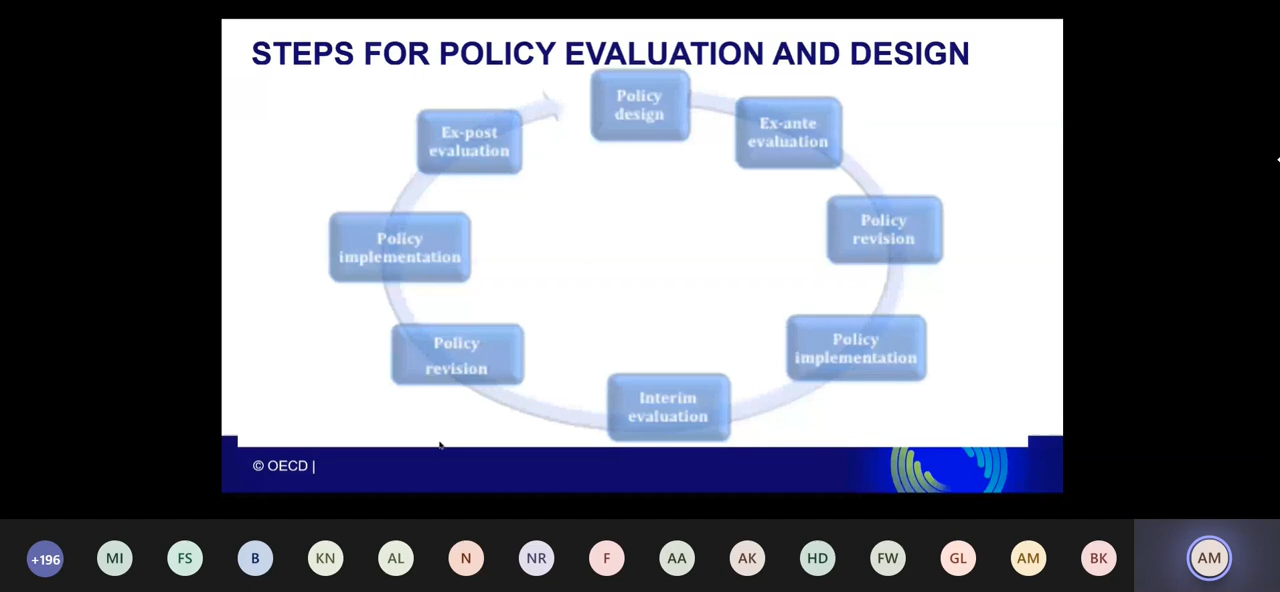 STEPS FOR POLICY EVALUATION AND DESIGN
Policy
design
Ex-ante
evaluation
Policy
revision
Policy
implementation
Interim
evaluation
Policy
revision
Policy
implementation
Ex-post
evaluation
© OECD |
+196
MI
FS
B
KN
AL
N
NR
F
AA
AK
HD
FW
GL
AM
BK
AM